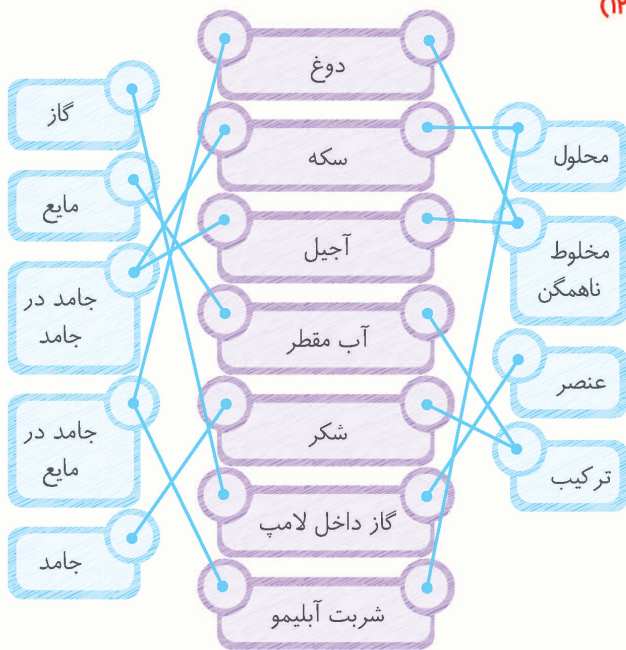 دوغ
سکه
آجیل
آب مقطر
شکر
گاز داخل لامپ
شربت آبلیمو
محلول
مخلوط
ناهمگن
عنصر
ترکیب
گاز
مایع
جامد در
جامد
جامد در
مایع
جامد